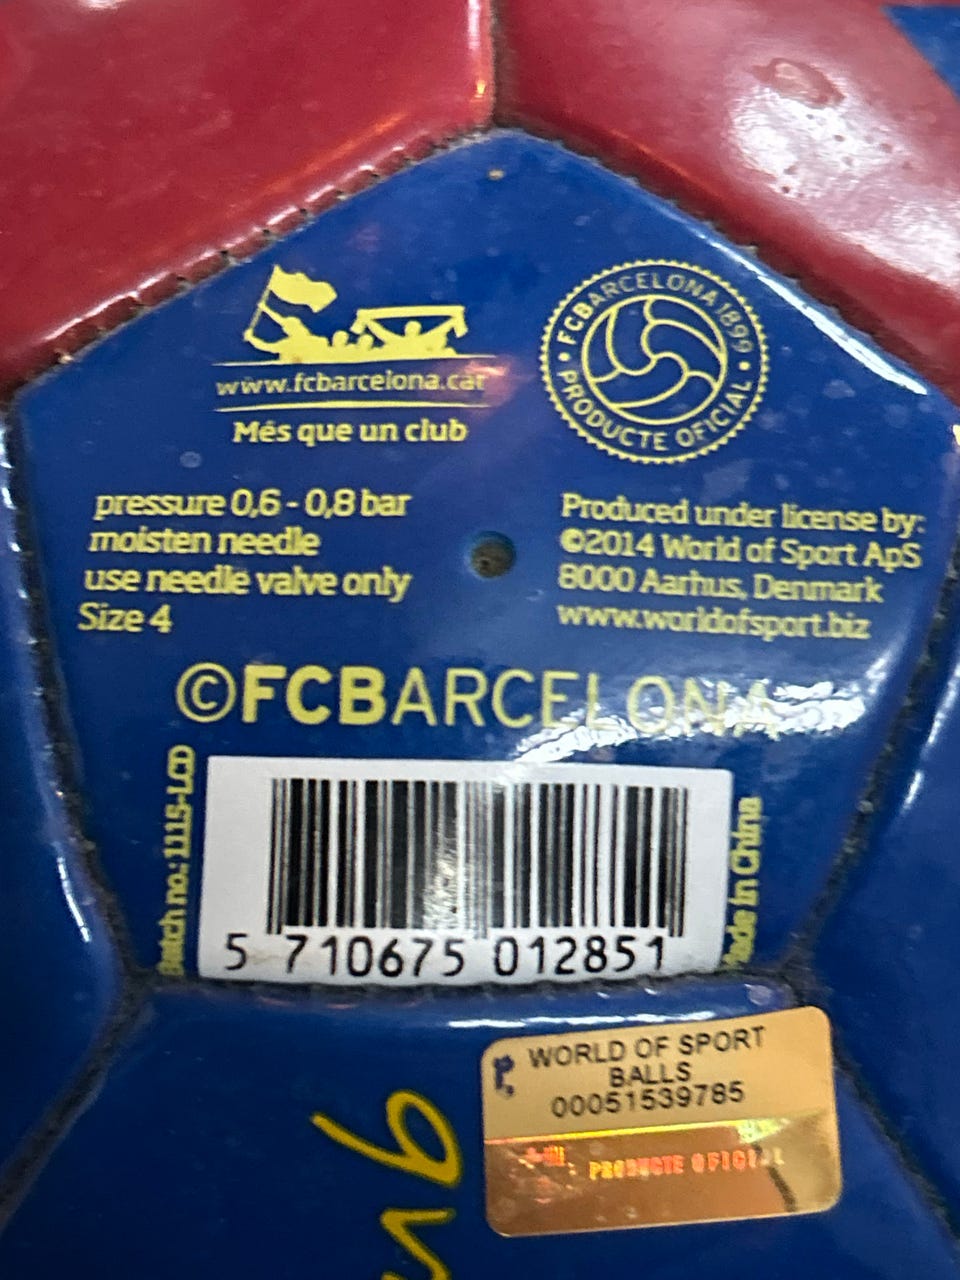 www.fcbarcelona.cat
Més que un club
FCBARCELONA 1899
• PRODUCTE OFICIAL •
pressure 0,6 - 0,8 bar
moisten needle
use needle valve only
Size 4
Produced under license by:
©2014 World of Sport ApS
8000 Aarhus, Denmark
www.worldofsport.biz
©FCBARCELONA
Batch no.: 1115-LCD
Made in China
5 710675 012851
WORLD OF SPORT
BALLS
00051539785
PRODUCTE OFICIAL